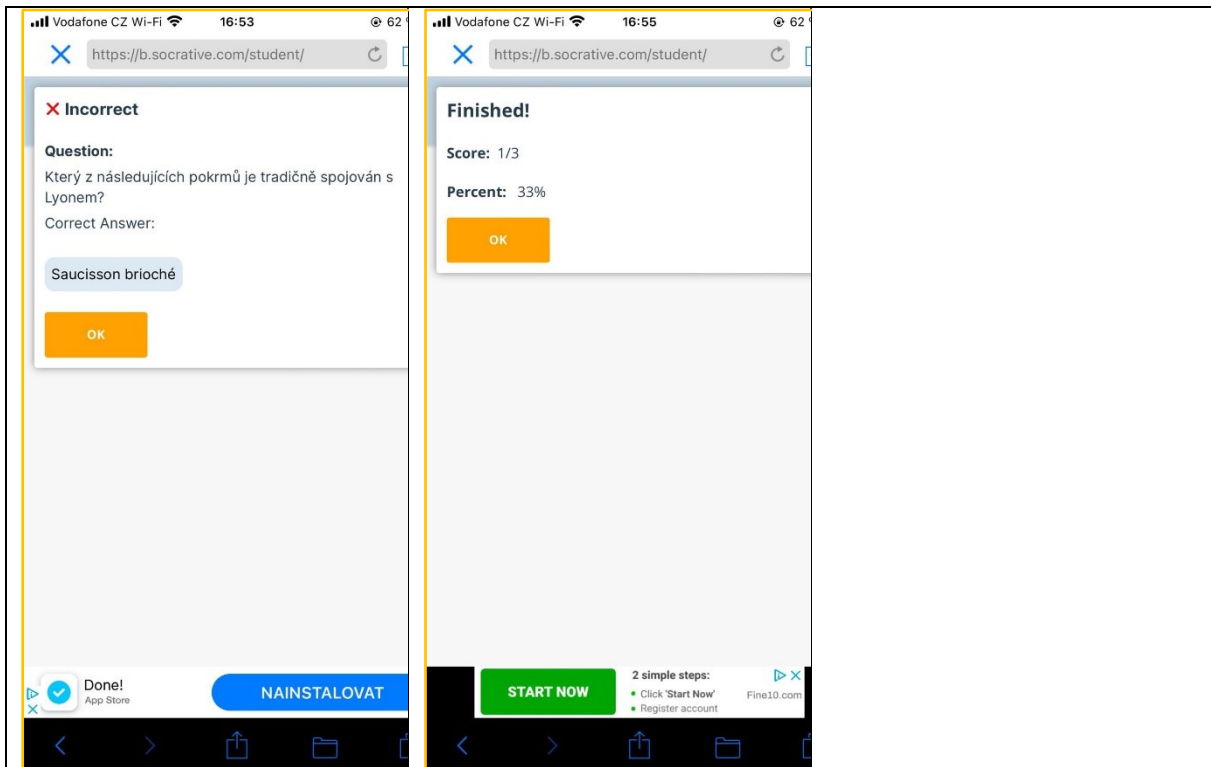 Vodafone CZ Wi-Fi 16:53 62
https://b.socrative.com/student/
Incorrect
Question:
Který z následujících pokrmů je tradičně spojován s
Lyonem?
Correct Answer:
Saucisson brioché
OK
Done!
App Store
NAINSTALOVAT
Vodafone CZ Wi-Fi 16:55 62
https://b.socrative.com/student/
Finished!
Score: 1/3
Percent: 33%
OK
START NOW
2 simple steps:
• Click 'Start Now'
• Register account
Fine10.com